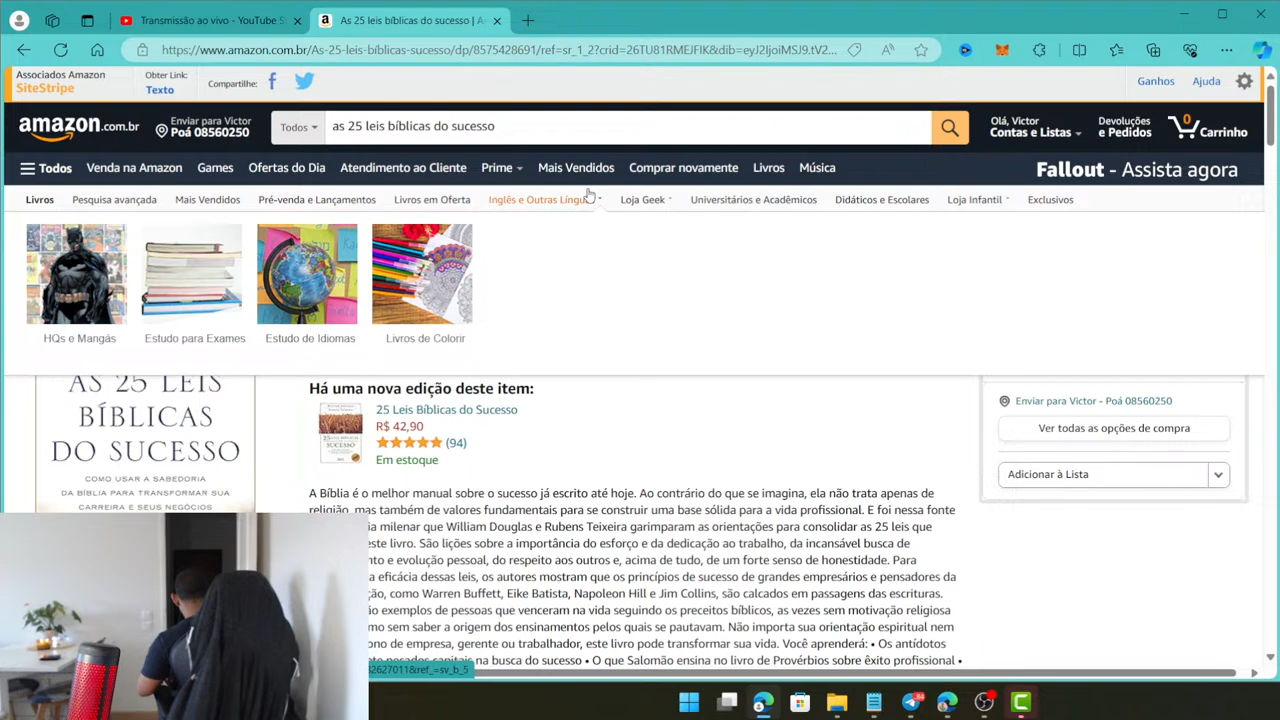 Transmissão ao vivo - YouTube S
As 25 leis bíblicas do sucesso | A
https://www.amazon.com.br/As-25-leis-bíblicas-sucesso/dp/8575428691/ref=sr_1_2?crid=26TU81RMEJFIK&dib=eyJ2IjoiMSJ9.tV2...
Associados Amazon
SiteStripe
Obter Link:
Texto
Compartilhe:
Ganhos
Ajuda
amazon.com.br
Enviar para Victor
Poá 08560250
Todos
as 25 leis bíblicas do sucesso
Olá, Victor
Contas e Listas
Devoluções
e Pedidos
0
Carrinho
Todos
Venda na Amazon
Games
Ofertas do Dia
Atendimento ao Cliente
Prime
Mais Vendidos
Comprar novamente
Livros
Música
Fallout - Assista agora
Livros
Pesquisa avançada
Mais Vendidos
Pré-venda e Lançamentos
Livros em Oferta
Inglês e Outras Língu
Loja Geek
Universitários e Acadêmicos
Didáticos e Escolares
Loja Infantil
Exclusivos
HQs e Mangás
Estudo para Exames
Estudo de Idiomas
Livros de Colorir
AS 25 LEIS
BÍBLICAS
DO SUCESSO
COMO USAR A SABEDORIA
DA BÍBLIA PARA TRANSFORMAR SUA
CARREIRA E SEUS NEGÓCIOS
Há uma nova edição deste item:
25 Leis Bíblicas do Sucesso
R$ 42,90
(94)
Em estoque
A Bíblia é o melhor manual sobre o sucesso já escrito até hoje. Ao contrário do que se imagina, ela não trata apenas de
religião, mas também de valores fundamentais para se construir uma base sólida para a vida profissional. E foi nessa fonte
milenar que William Douglas e Rubens Teixeira garimparam as orientações para consolidar as 25 leis que
este livro. São lições sobre a importância do esforço e da dedicação ao trabalho, da incansável busca de
e evolução pessoal, do respeito aos outros e, acima de tudo, de um forte senso de honestidade. Para
a eficácia dessas leis, os autores mostram que os princípios de sucesso de grandes empresários e pensadores da
como Warren Buffett, Eike Batista, Napoleon Hill e Jim Collins, são calcados em passagens das escrituras.
exemplos de pessoas que venceram na vida seguindo os preceitos bíblicos, as vezes sem motivação religiosa
mo sem saber a origem dos ensinamentos pelos quais se pautavam. Não importa sua orientação espiritual nem
no de empresa, gerente ou trabalhador, este livro pode transformar sua vida. Você aprenderá: • Os antídotos
pecados capitais na busca do sucesso • O que Salomão ensina no livro de Provérbios sobre êxito profissional •
Enviar para Victor - Poá 08560250
Ver todas as opções de compra
Adicionar à Lista
32627011&ref_=sv_b_5
84